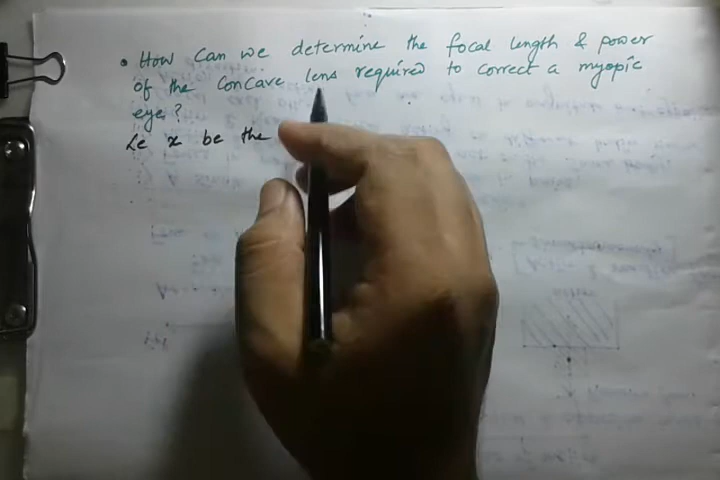 • How can we determine the focal length & power
of the concave lens required to correct a myopic
eye?
Le x be the